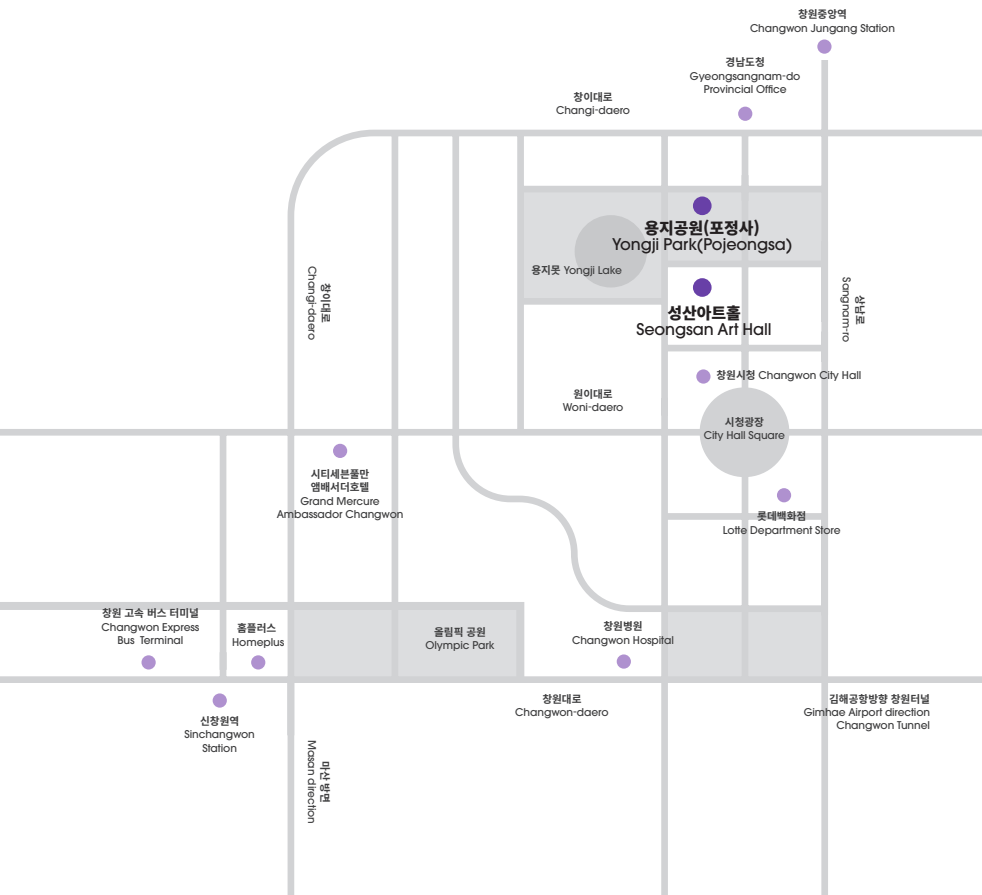 창원중앙역
Changwon Jungang Station
경남도청
Gyeongsangnam-do
Provincial Office
창이대로
Changi-daero
용지공원(포정사)
Yongji Park(Pojeongsa)
용지못 Yongji Lake
창이대로
Changi-daero
성산아트홀
Seongsan Art Hall
상남로
Sangnam-ro
창원시청 Changwon City Hall
원이대로
Woni-daero
시청광장
City Hall Square
시티세븐풀만
앰배서더호텔
Grand Mercure
Ambassador Changwon
롯데백화점
Lotte Department Store
창원 고속 버스 터미널
Changwon Express
Bus Terminal
홈플러스
Homeplus
올림픽 공원
Olympic Park
창원병원
Changwon Hospital
신창원역
Sinchangwon
Station
창원대로
Changwon-daero
김해공항방향 창원터널
Gimhae Airport direction
Changwon Tunnel
마산 방면
Masan direction